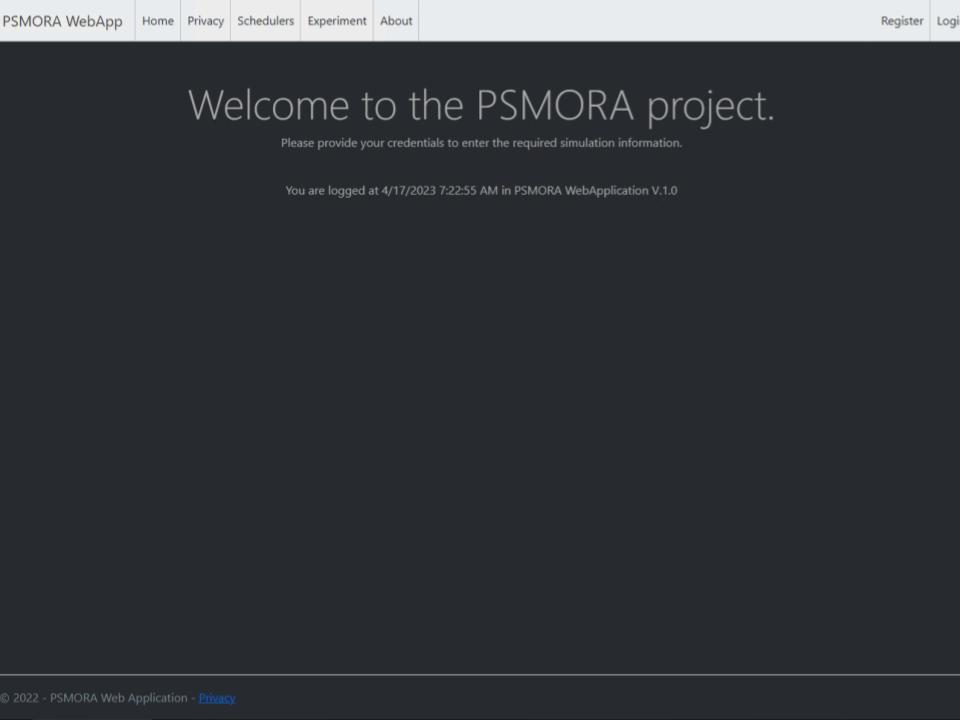 PSMORA WebApp Home Privacy Schedulers Experiment About Register Logi
Welcome to the PSMORA project.
Please provide your credentials to enter the required simulation information.
You are logged at 4/17/2023 7:22:55 AM in PSMORA WebApplication V.1.0
© 2022 - PSMORA Web Application - Privacy